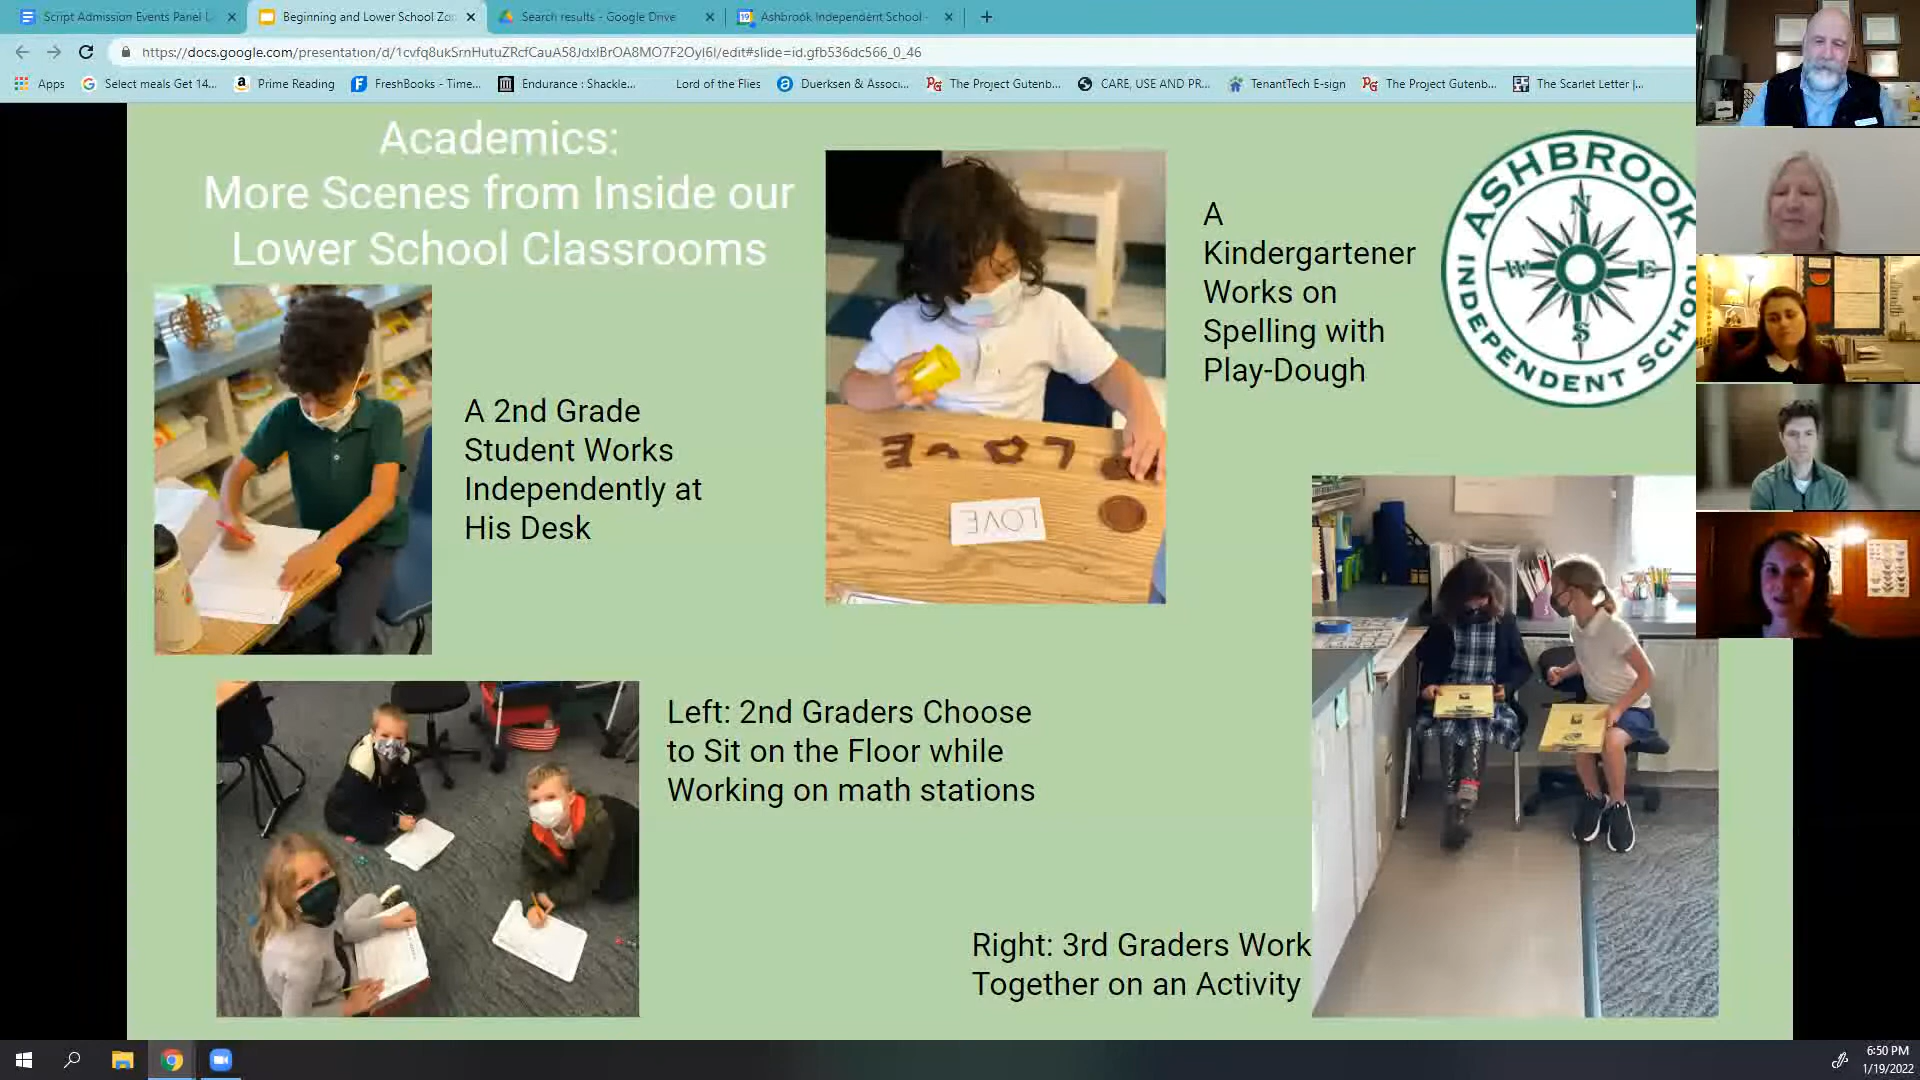 Script Admission Events Panel
Beginning and Lower School Zo
Search results - Google Drive
Ashbrook Independent School -
https://docs.google.com/presentation/d/1cvfq8ukSrnHutuZRcfCauA58JdxlBrOA8MO7F2OyI6I/edit#slide=id.gfb536dc566_0_46
Apps
Select meals Get 14...
Prime Reading
FreshBooks - Time...
Endurance : Shackle...
Lord of the Flies
Duerksen & Associ...
The Project Gutenb...
CARE, USE AND PR...
TenantTech E-sign
The Project Gutenb...
The Scarlet Letter |...
Academics:
More Scenes from Inside our
Lower School Classrooms
A
Kindergartener
Works on
Spelling with
Play-Dough
ASHBROOK
INDEPENDENT SCHOOL
N
W
E
S
A 2nd Grade
Student Works
Independently at
His Desk
LOVE
LOVE
Left: 2nd Graders Choose
to Sit on the Floor while
Working on math stations
Right: 3rd Graders Work
Together on an Activity
6:50 PM
1/19/2022